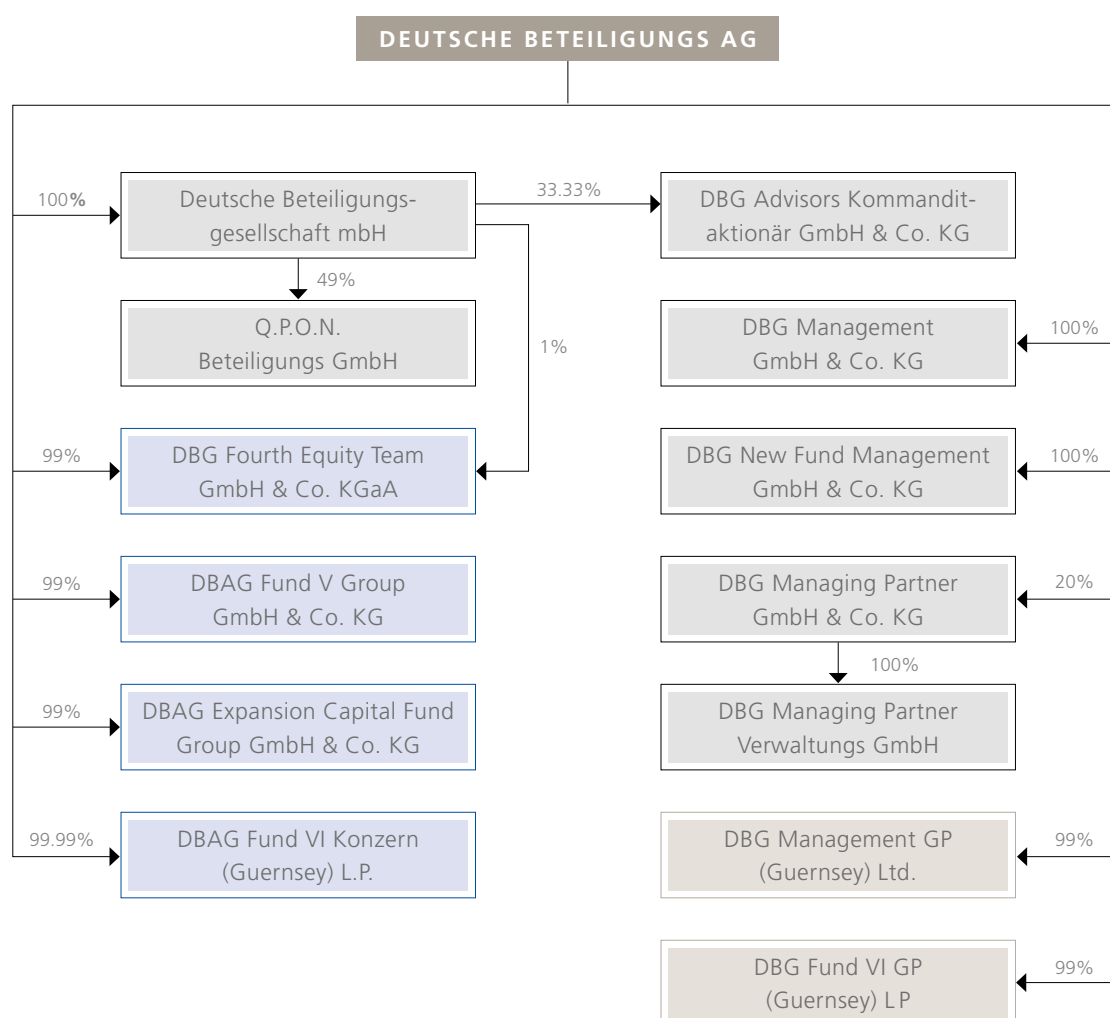 DEUTSCHE BETEILIGUNGS AG
100%
Deutsche Beteiligungs-
gesellschaft mbH
33.33%
DBG Advisors Kommandit-
aktionär GmbH & Co. KG
49%
1%
Q.P.O.N.
Beteiligungs GmbH
DBG Management
GmbH & Co. KG
100%
99%
DBG Fourth Equity Team
GmbH & Co. KGaA
DBG New Fund Management
GmbH & Co. KG
100%
99%
DBAG Fund V Group
GmbH & Co. KG
DBG Managing Partner
GmbH & Co. KG
20%
100%
99%
DBAG Expansion Capital Fund
Group GmbH & Co. KG
DBG Managing Partner
Verwaltungs GmbH
99.99%
DBAG Fund VI Konzern
(Guernsey) L.P.
DBG Management GP
(Guernsey) Ltd.
99%
DBG Fund VI GP
(Guernsey) LP
99%